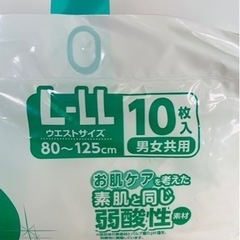 L-LL
ウエストサイズ
80～125cm
10枚入
男女共用
お肌ケアを考えた
素肌と同じ
弱酸性素材